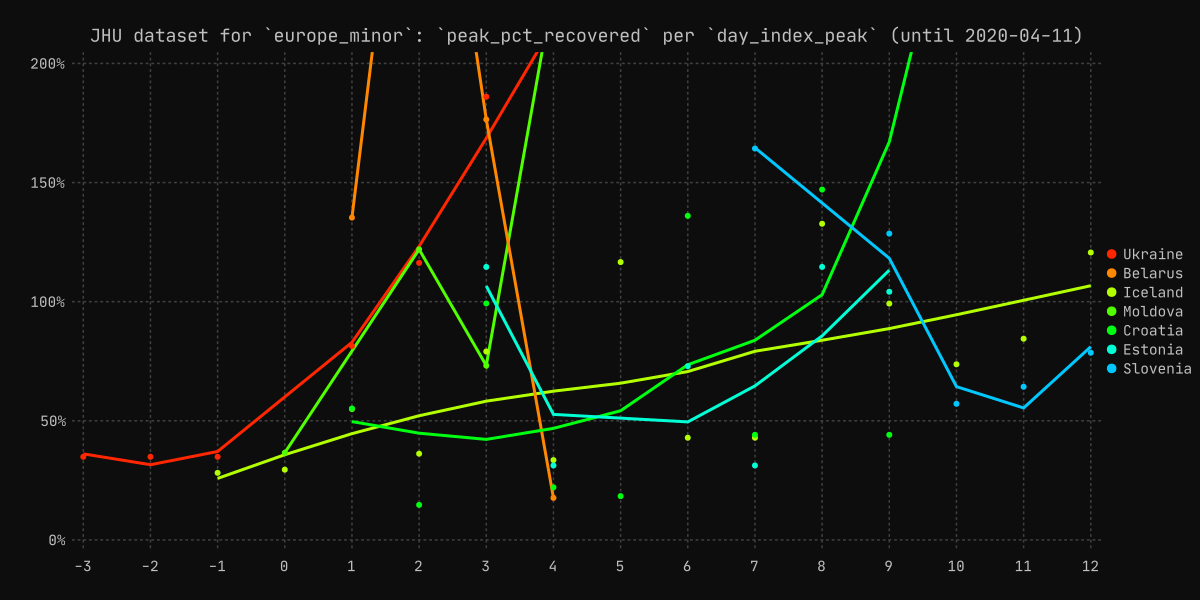 JHU dataset for `europe_minor`: `peak_pct_recovered` per `day_index_peak` (until 2020-04-11)
200%
150%
100%
50%
0%
-3 -2 -1 0 1 2 3 4 5 6 7 8 9 10 11 12
Ukraine
Belarus
Iceland
Moldova
Croatia
Estonia
Slovenia